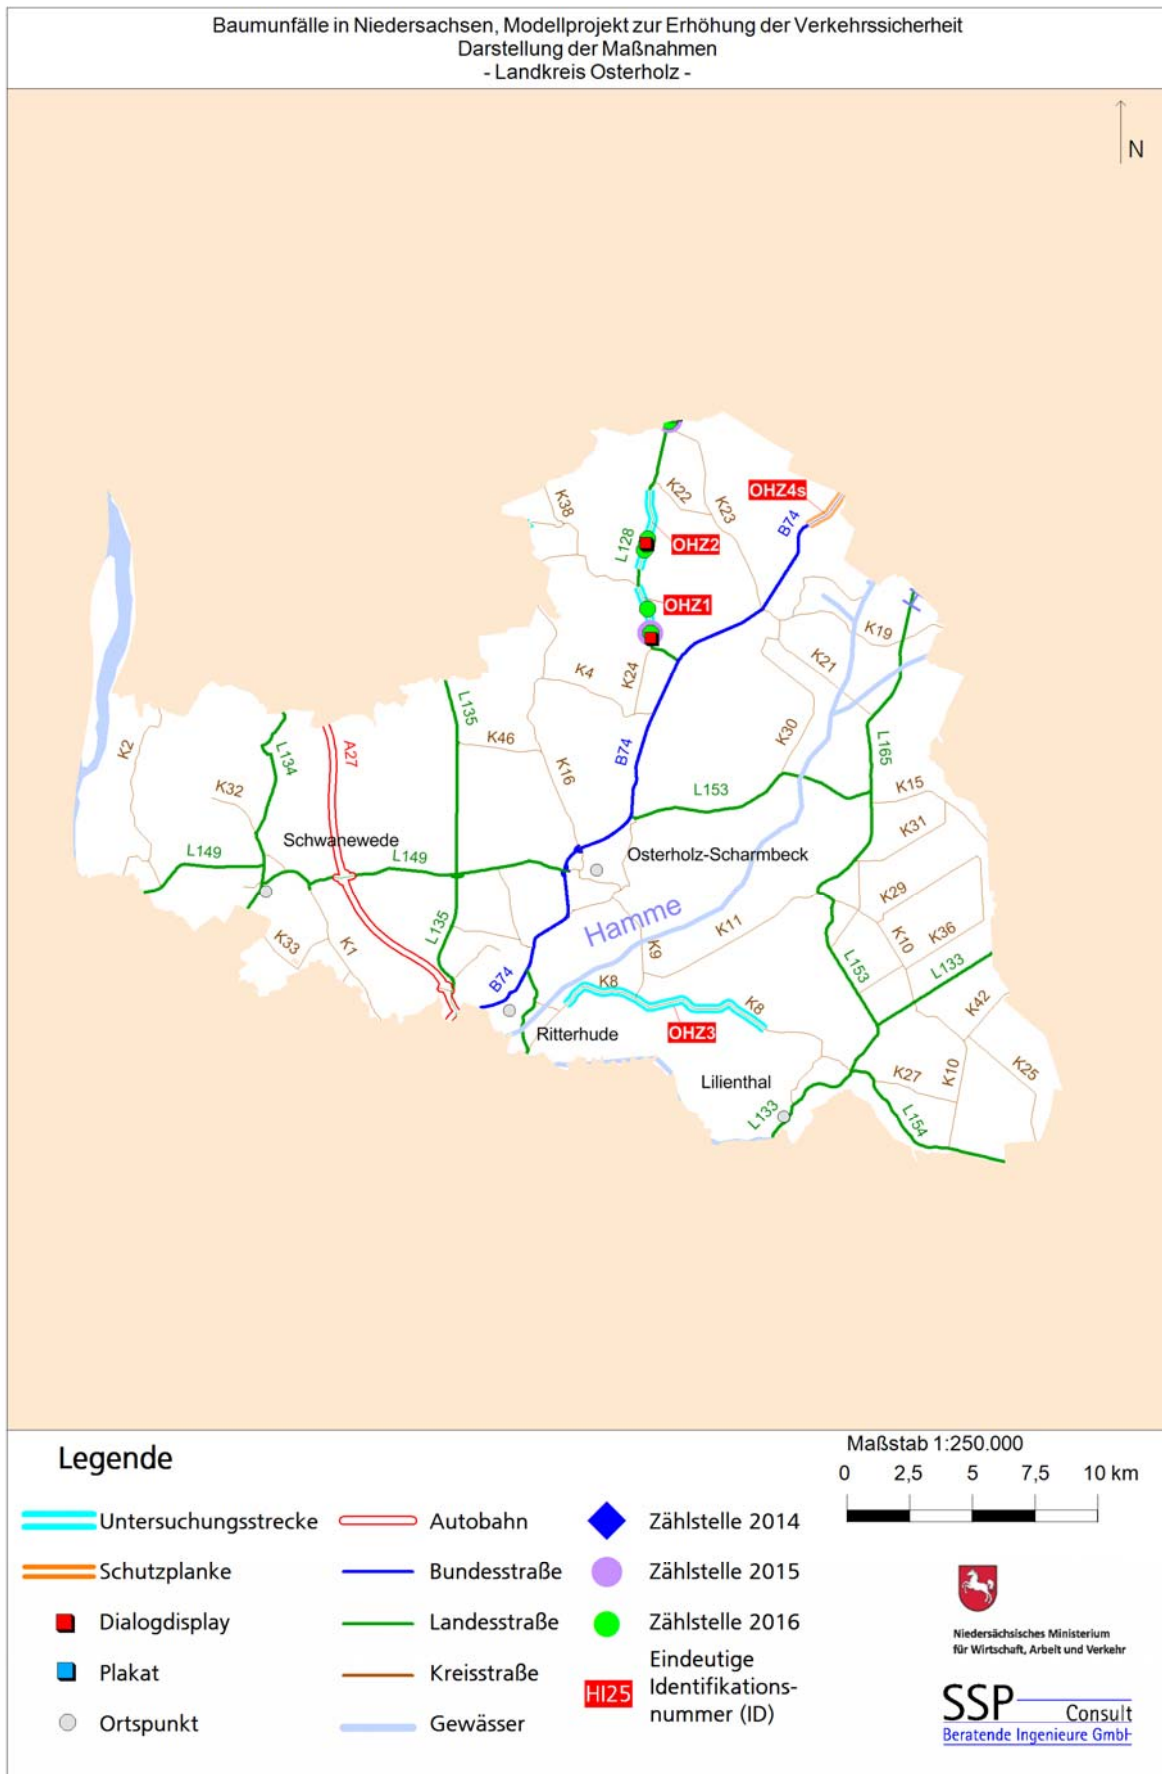 Baumunfälle in Niedersachsen, Modellprojekt zur Erhöhung der Verkehrssicherheit
Darstellung der Maßnahmen
- Landkreis Osterholz -
N
K38
K22
K23
OHZ4s
B74
L128
OHZ2
OHZ1
K19
K21
K4
K24
L135
K46
K30
K2
L134
A27
K16
B74
L165
K32
L153
K15
K31
Schwanewede
L149
L149
Osterholz-Scharmbeck
K29
Hamme
K11
K10
K36
L135
K33
K1
K9
L153
L133
B74
K8
K8
K42
Ritterhude
OHZ3
Lilienthal
K27
K10
K25
L133
L154
Legende
Maßstab 1:250.000
0 2,5 5 7,5 10 km
Untersuchungsstrecke
Autobahn
Zählstelle 2014
Schutzplanke
Bundesstraße
Zählstelle 2015
Dialogdisplay
Landesstraße
Zählstelle 2016
Plakat
Kreisstraße
HI25
Eindeutige
Identifikations-
nummer (ID)
Ortspunkt
Gewässer
Niedersächsisches Ministerium
für Wirtschaft, Arbeit und Verkehr
SSP
Consult
Beratende Ingenieure GmbH